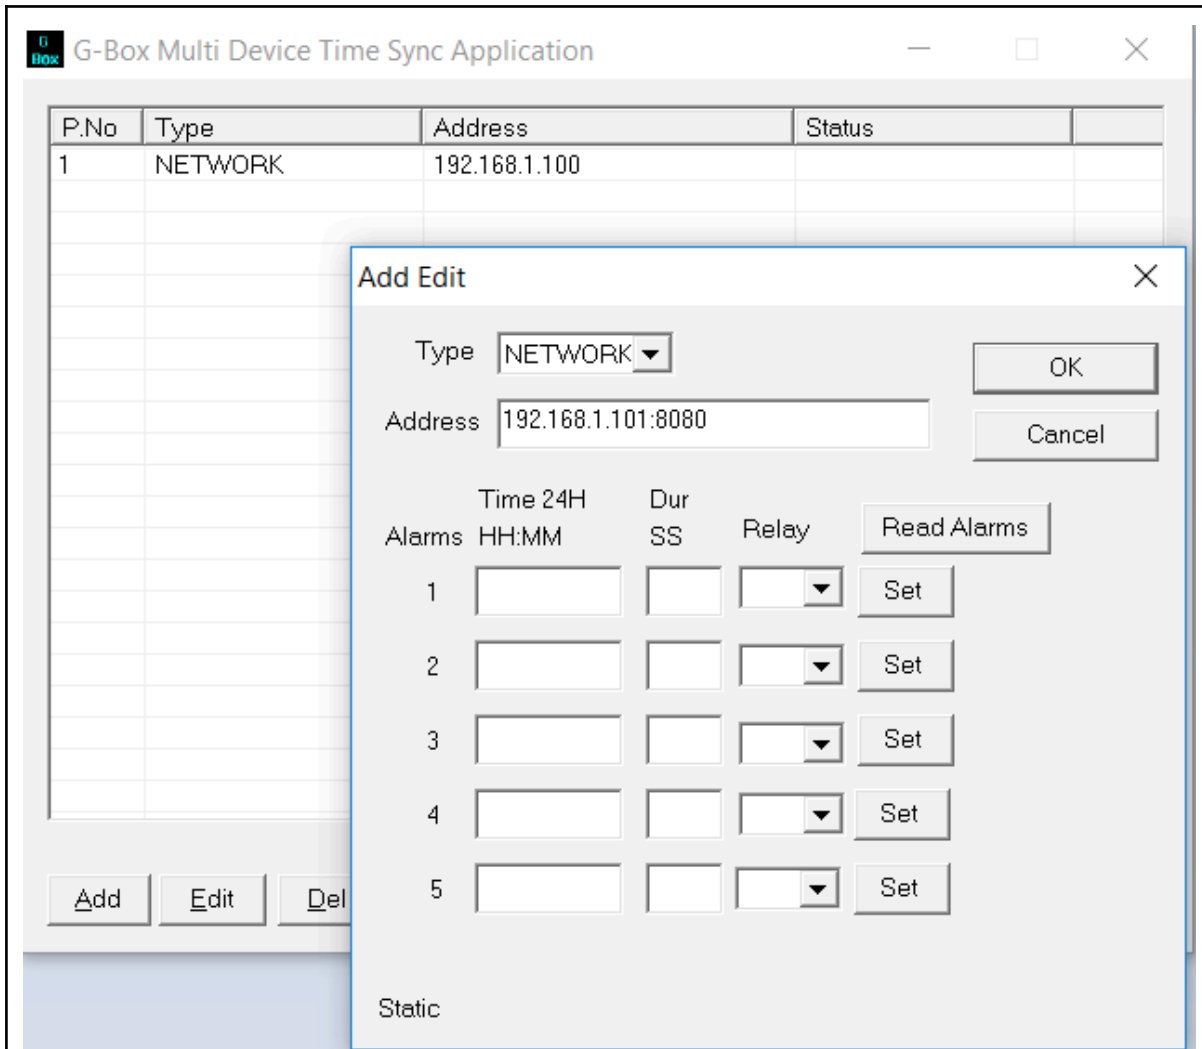 G Box G-Box Multi Device Time Sync Application
P.No Type Address Status
1 NETWORK 192.168.1.100
Add Edit
Type NETWORK
OK
Address 192.168.1.101:8080
Cancel
Time 24H Dur
Alarms HH:MM SS Relay Read Alarms
1 Set
2 Set
3 Set
4 Set
5 Set
Add Edit Del
Static